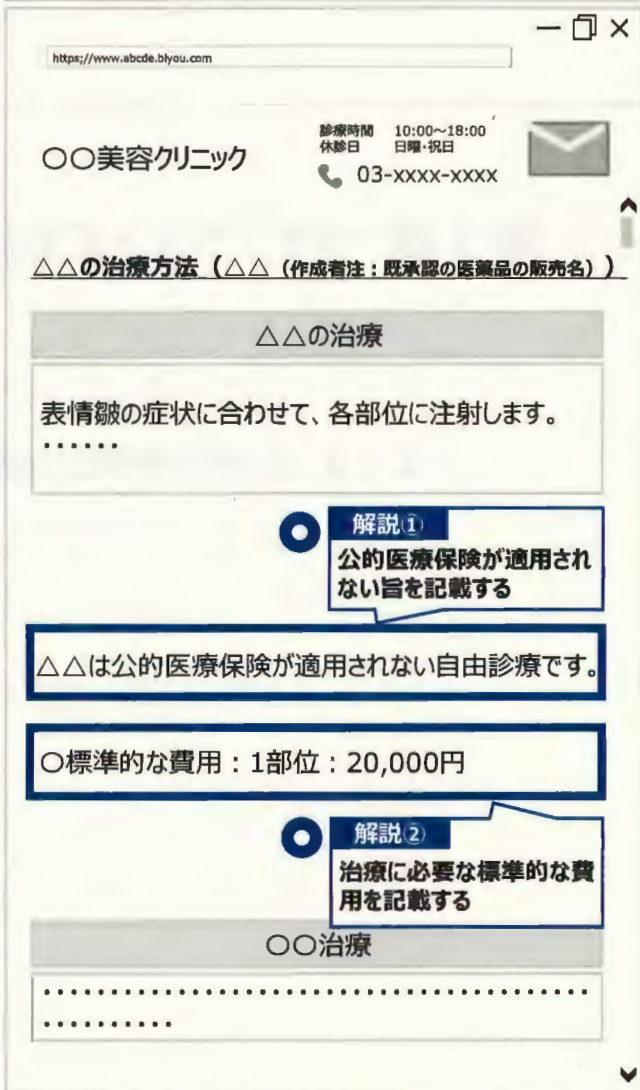 https://www.abcde.biyou.com
〇〇美容クリニック
診療時間 10:00~18:00
休診日 日曜・祝日
03-xxxx-xxxx
△△の治療方法(△△(作成者注:既承認の医薬品の販売名))
△△の治療
表情皺の症状に合わせて、各部位に注射します。
・・・・・・
解説①
公的医療保険が適用され
ない旨を記載する
△△は公的医療保険が適用されない自由診療です。
〇標準的な費用:1部位:20,000円
解説②
治療に必要な標準的な費
用を記載する
〇〇治療
・・・・・・・・・・・・・・・・・・・・・・・・・・・・・・・・・・・・・・・・・
・・・・・・・・・・